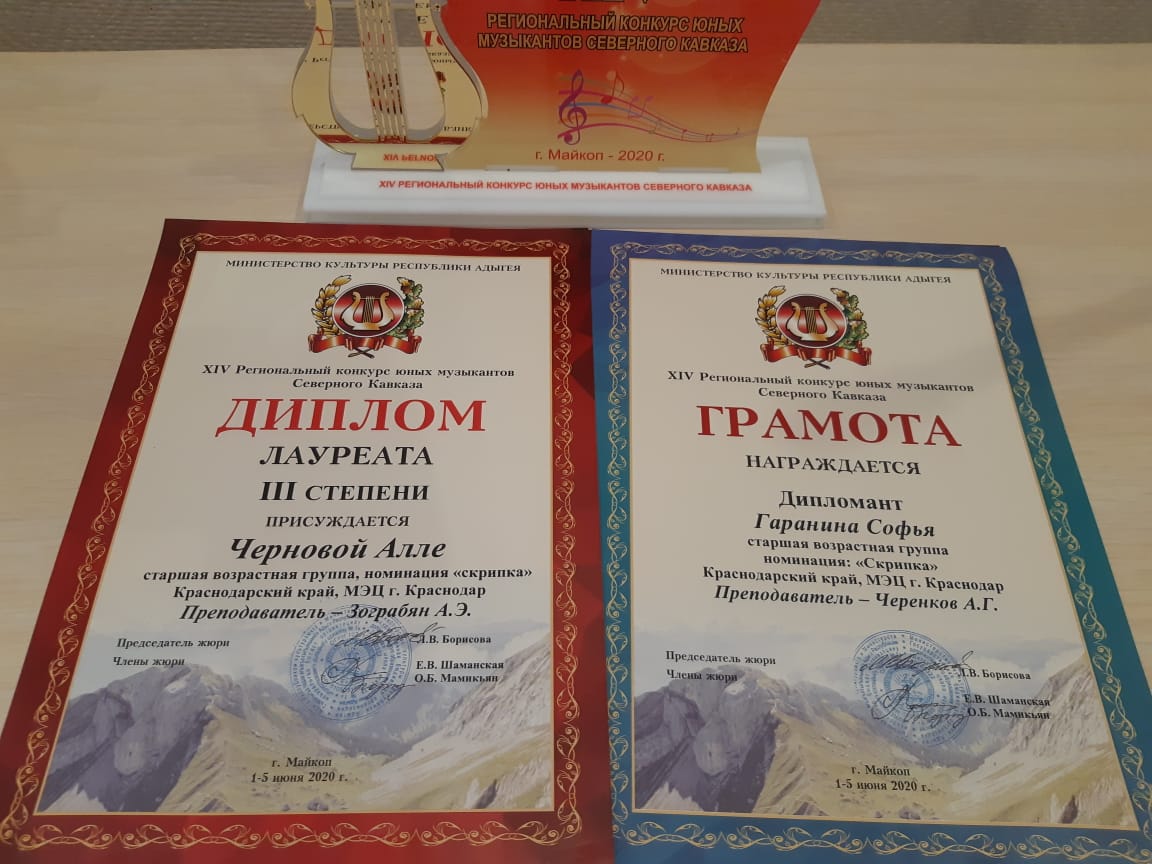 РЕГИОНАЛЬНЫЙ КОНКУРС ЮНЫХ
МУЗЫКАНТОВ СЕВЕРНОГО КАВКАЗА
г. Майкоп - 2020 г.
XIV РЕГИОНАЛЬНЫЙ КОНКУРС ЮНЫХ МУЗЫКАНТОВ СЕВЕРНОГО КАВКАЗА
МИНИСТЕРСТВО КУЛЬТУРЫ РЕСПУБЛИКИ АДЫГЕЯ
XIV Региональный конкурс юных музыкантов
Северного Кавказа
ДИПЛОМ
ЛАУРЕАТА
III СТЕПЕНИ
ПРИСУЖДАЕТСЯ
Черновой Алле
старшая возрастная группа, номинация «скрипка»
Краснодарский край, МЭЦ г. Краснодар
Преподаватель – Зограбян А.Э.
Председатель жюри
Л.В. Борисова
Члены жюри
Е.В. Шаманская
О.Б. Мамикьян
г. Майкоп
1-5 июня 2020 г.
МИНИСТЕРСТВО КУЛЬТУРЫ РЕСПУБЛИКИ АДЫГЕЯ
XIV Региональный конкурс юных музыкантов
Северного Кавказа
ГРАМОТА
НАГРАЖДАЕТСЯ
Дипломант
Гаранина Софья
старшая возрастная группа
номинация: «Скрипка»
Краснодарский край, МЭЦ г. Краснодар
Преподаватель – Черенков А.Г.
Председатель жюри
Л.В. Борисова
Члены жюри
Е.В. Шаманская
О.Б. Мамикьян
г. Майкоп
1-5 июня 2020 г.